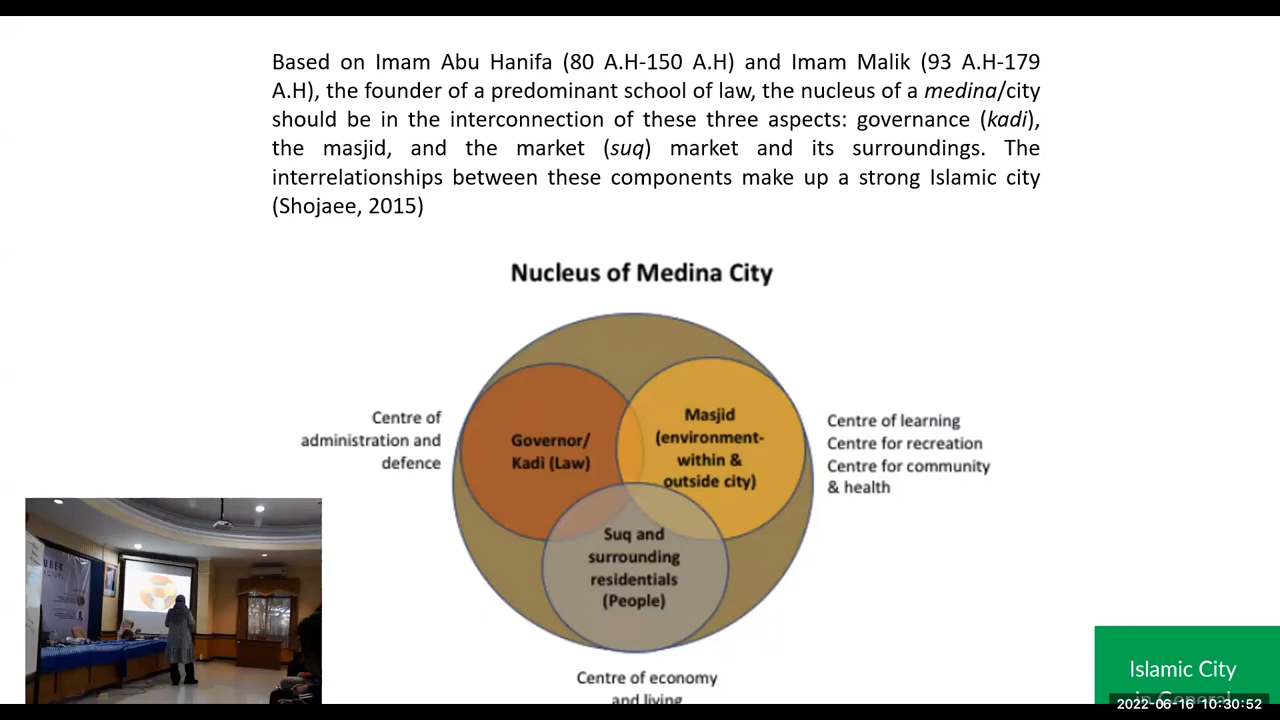 Based on Imam Abu Hanifa (80 A.H-150 A.H) and Imam Malik (93 A.H-179
A.H), the founder of a predominant school of law, the nucleus of a medina/city
should be in the interconnection of these three aspects: governance (kadi),
the masjid, and the market (suq) market and its surroundings. The
interrelationships between these components make up a strong Islamic city
(Shojaee, 2015)
Nucleus of Medina City
Centre of
administration and
defence
Governor/
Kadi (Law)
Masjid
(environment-
within &
outside city)
Centre of learning
Centre for recreation
Centre for community
& health
Suq and
surrounding
residentials
(People)
Centre of economy
and living
Islamic City
in General
2022-06-16 10:30:52